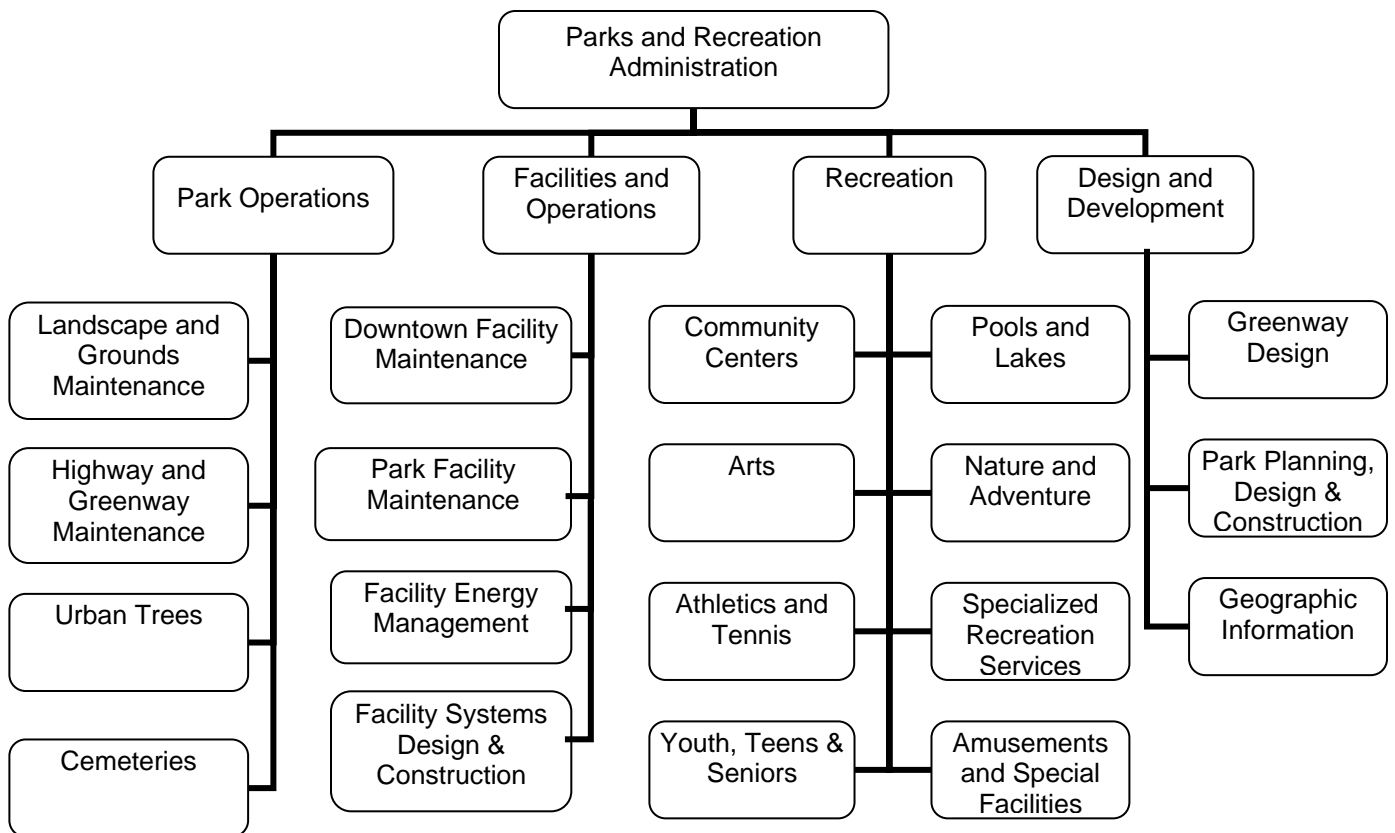 Parks and Recreation
Administration
Park Operations
Facilities and
Operations
Recreation
Design and
Development
Landscape and
Grounds
Maintenance
Highway and
Greenway
Maintenance
Urban Trees
Cemeteries
Downtown Facility
Maintenance
Park Facility
Maintenance
Facility Energy
Management
Facility Systems
Design &
Construction
Community
Centers
Pools and
Lakes
Arts
Nature and
Adventure
Athletics and
Tennis
Specialized
Recreation
Services
Youth, Teens &
Seniors
Amusements
and Special
Facilities
Greenway
Design
Park Planning,
Design &
Construction
Geographic
Information